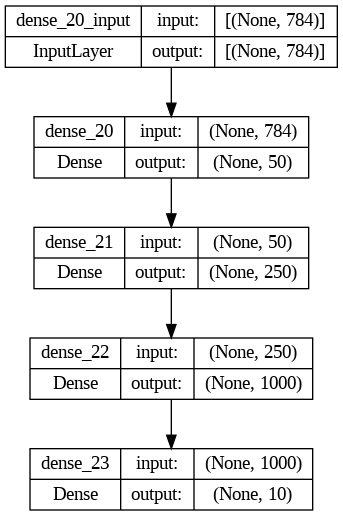 dense_20_input input: [(None, 784)]
InputLayer output: [(None, 784)]
dense_20 input: (None, 784)
Dense output: (None, 50)
dense_21 input: (None, 50)
Dense output: (None, 250)
dense_22 input: (None, 250)
Dense output: (None, 1000)
dense_23 input: (None, 1000)
Dense output: (None, 10)